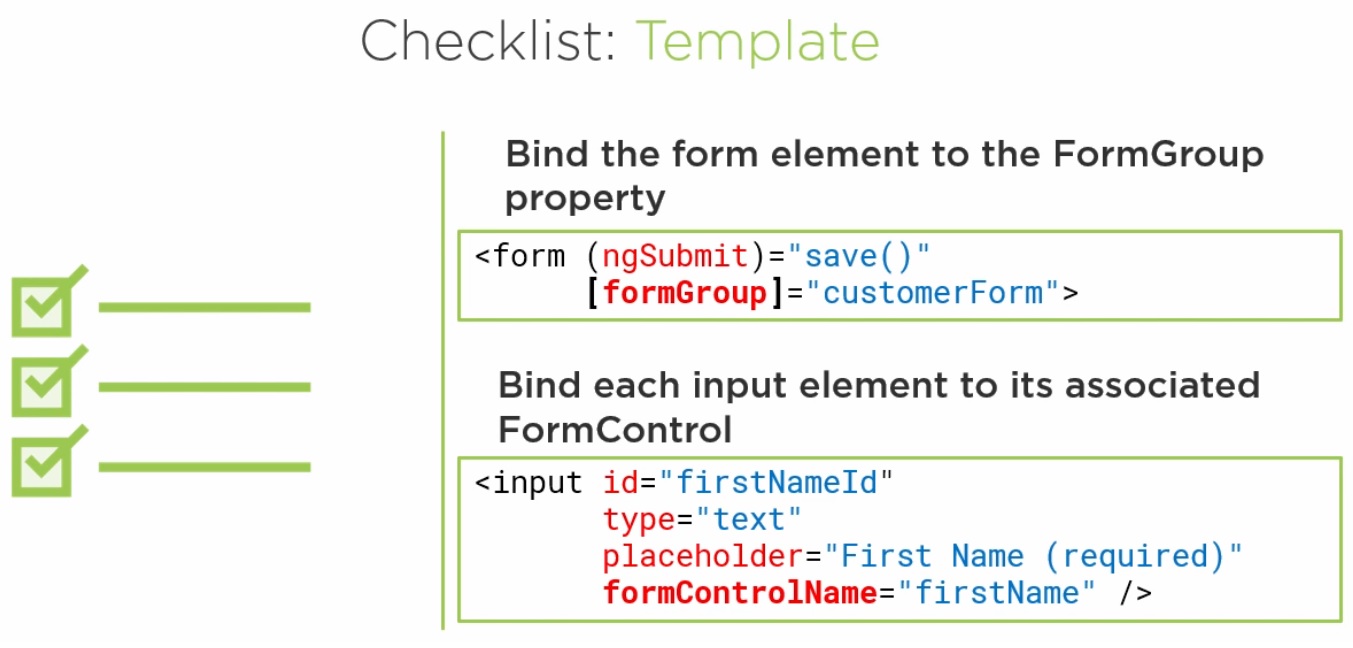 Checklist: Template
Bind the form element to the FormGroup
property
<form (ngSubmit)="save()"
[formGroup]="customerForm">
Bind each input element to its associated
FormControl
<input id="firstNameId"
type="text"
placeholder="First Name (required)"
formControlName="firstName" />